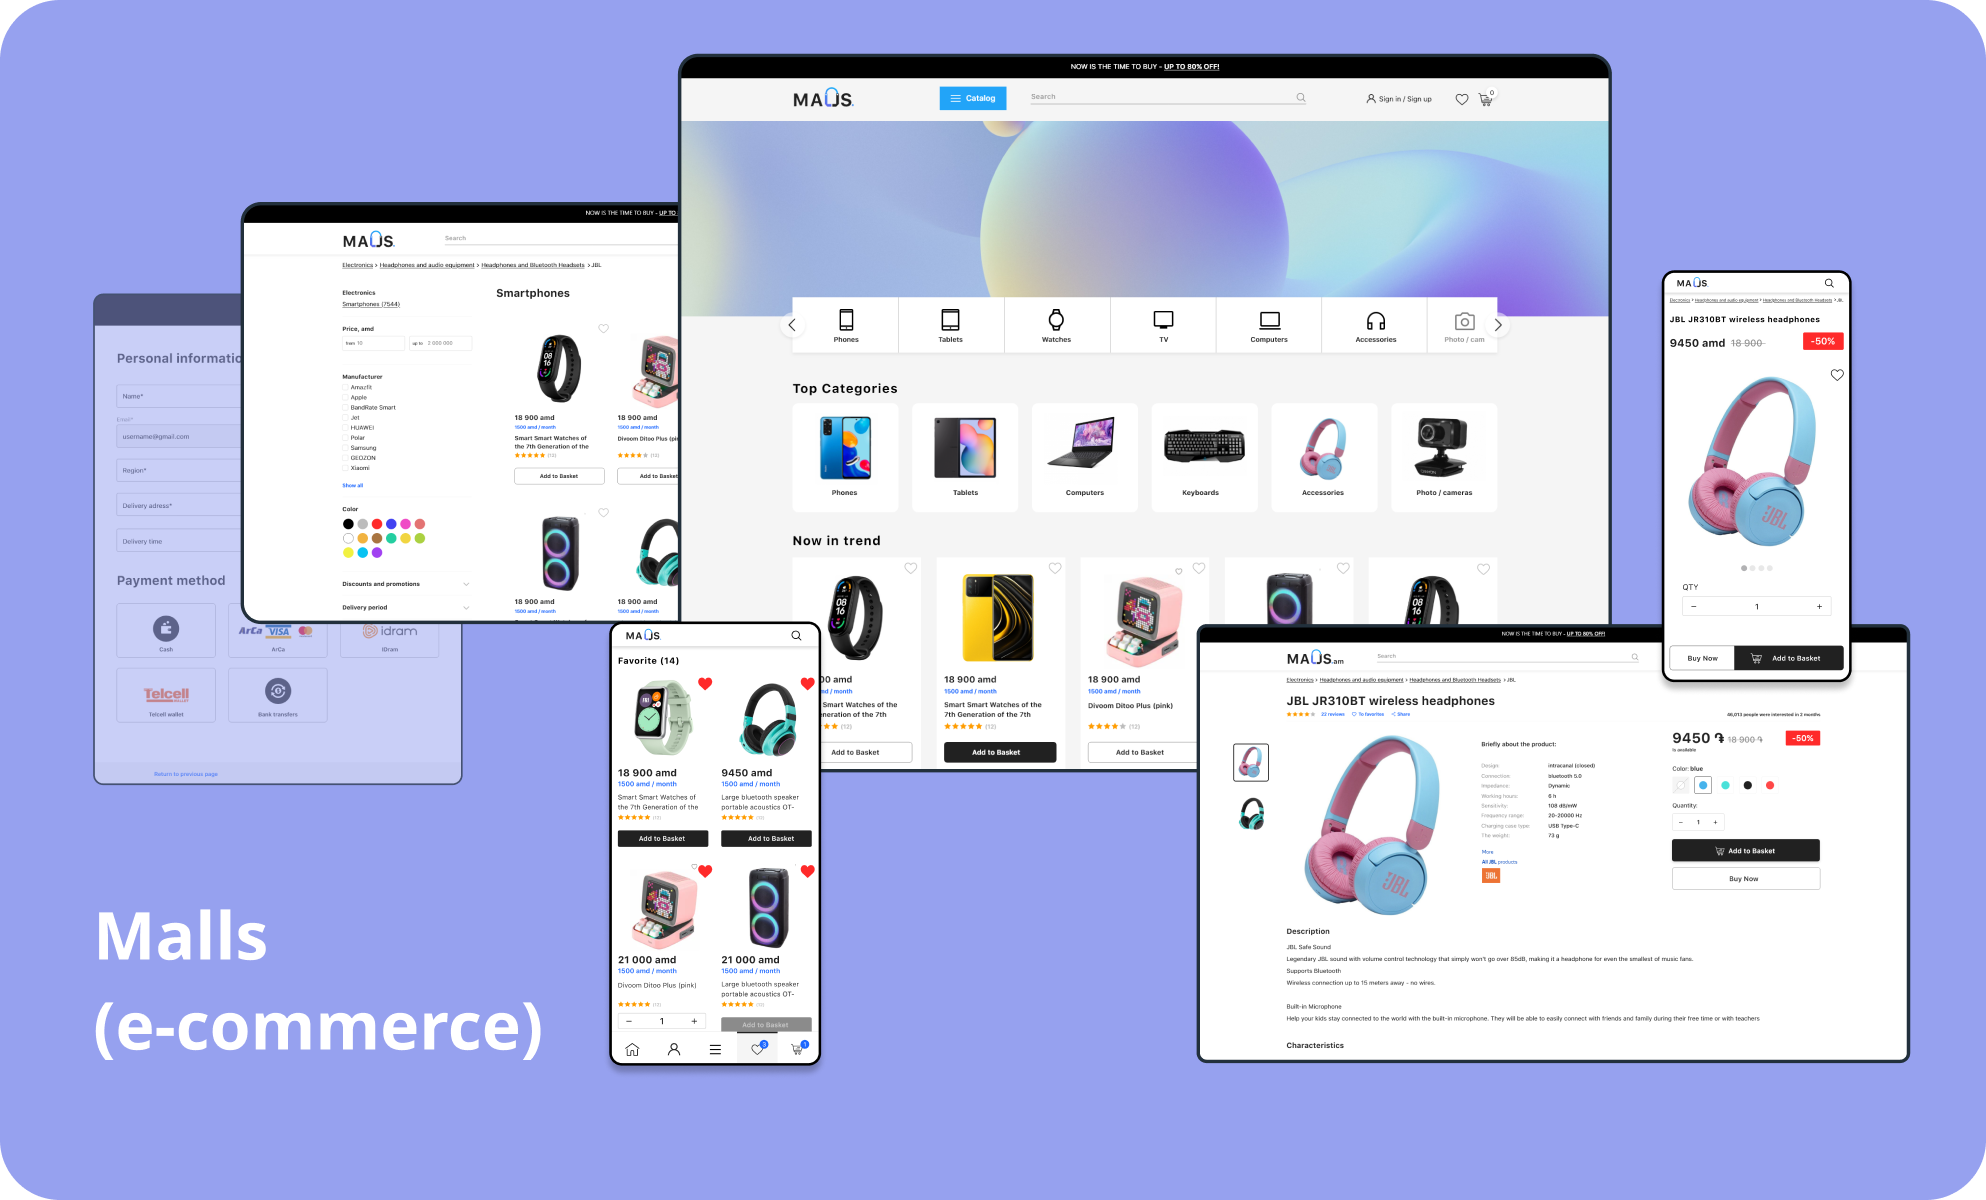 NOW IS THE TIME TO BUY - UP TO 80% OFF!
MALLS.
Catalog
Search
Sign in / Sign up
0
Phones
Tablets
Watches
TV
Computers
Accessories
Photo / cam
Top Categories
Phones
Tablets
Computers
Keyboards
Accessories
Photo / cameras
Now in trend
nd / month
neration of the 7th
(12)
Add to Basket
18 900 amd
1500 amd / month
Smart Smart Watches of the
7th Generation of the 7th
(12)
Add to Basket
18 900 amd
1500 amd / month
Divoom Ditoo Plus (pink)
(12)
Add to Basket
NOW IS THE TIME TO BUY - UP TO
MALLS.
Search
Electronics > Headphones and audio equipment > Headphones and Bluetooth Headsets > JBL
Electronics
Smartphones (7544)
Price, amd
from 10
up to 2 000 000
Manufacturer
Amazfit
Apple
BandRate Smart
Jet
HUAWEI
Polar
Samsung
GEOZON
Xiaomi
Show all
Color
Discounts and promotions
Delivery period
Smartphones
18 900 amd
1500 amd / month
Smart Smart Watches of
the 7th Generation of the
(12)
Add to Basket
18 900 amd
1500 amd / month
Divoom Ditoo Plus (pin
(12)
Add to Basket
18 900 amd
1500 amd / month
18 900 amd
1500 amd / month
Personal informatio
Name*
Email*
username@gmail.com
Region*
Delivery adress*
Delivery time
Payment method
Cash
ArCa VISA
ArCa
idram
IDram
Telcell
WALLET
Telcell wallet
Bank transfers
Return to previous page
MALLS.
Favorite (14)
18 900 amd
1500 amd / month
Smart Smart Watches of
the 7th Generation of the
(12)
Add to Basket
9450 amd
1500 amd / month
Large bluetooth speaker
portable acoustics OT-
(12)
Add to Basket
21 000 amd
1500 amd / month
Divoom Ditoo Plus (pink)
(12)
− 1 +
21 000 amd
1500 amd / month
Large bluetooth speaker
portable acoustics OT-
(12)
Add to Basket
3
1
MALLS.
Electronics > Headphones and audio equipment > Headphones and Bluetooth Headsets > JBL
JBL JR310BT wireless headphones
9450 amd 18 900
-50%
JBL
QTY
− 1 +
Buy Now
Add to Basket
NOW IS THE TIME TO BUY - UP TO 80% OFF!
MALLS.am
Search
Electronics > Headphones and audio equipment > Headphones and Bluetooth Headsets > JBL
JBL JR310BT wireless headphones
22 reviews
To favorites
Share
46,013 people were interested in 2 months
JBL
Briefly about the product:
Design: intracanal (closed)
Connection: bluetooth 5.0
Impedance: Dynamic
Working hours: 6 h
Sensitivity: 108 dB/mW
Frequency range: 20-20000 Hz
Charging case type: USB Type-C
The weight: 73 g
More
All JBL products
JBL
9450 ֏ 18 900 ֏
-50%
Is available
Color: blue
Quantity:
− 1 +
Add to Basket
Buy Now
Description
JBL Safe Sound
Legendary JBL sound with volume control technology that simply won't go over 85dB, making it a headphone for even the smallest of music fans.
Supports Bluetooth
Wireless connection up to 15 meters away - no wires.
Built-in Microphone
Help your kids stay connected to the world with the built-in microphone. They will be able to easily connect with friends and family during their free time or with teachers
Characteristics
Malls
(e-commerce)